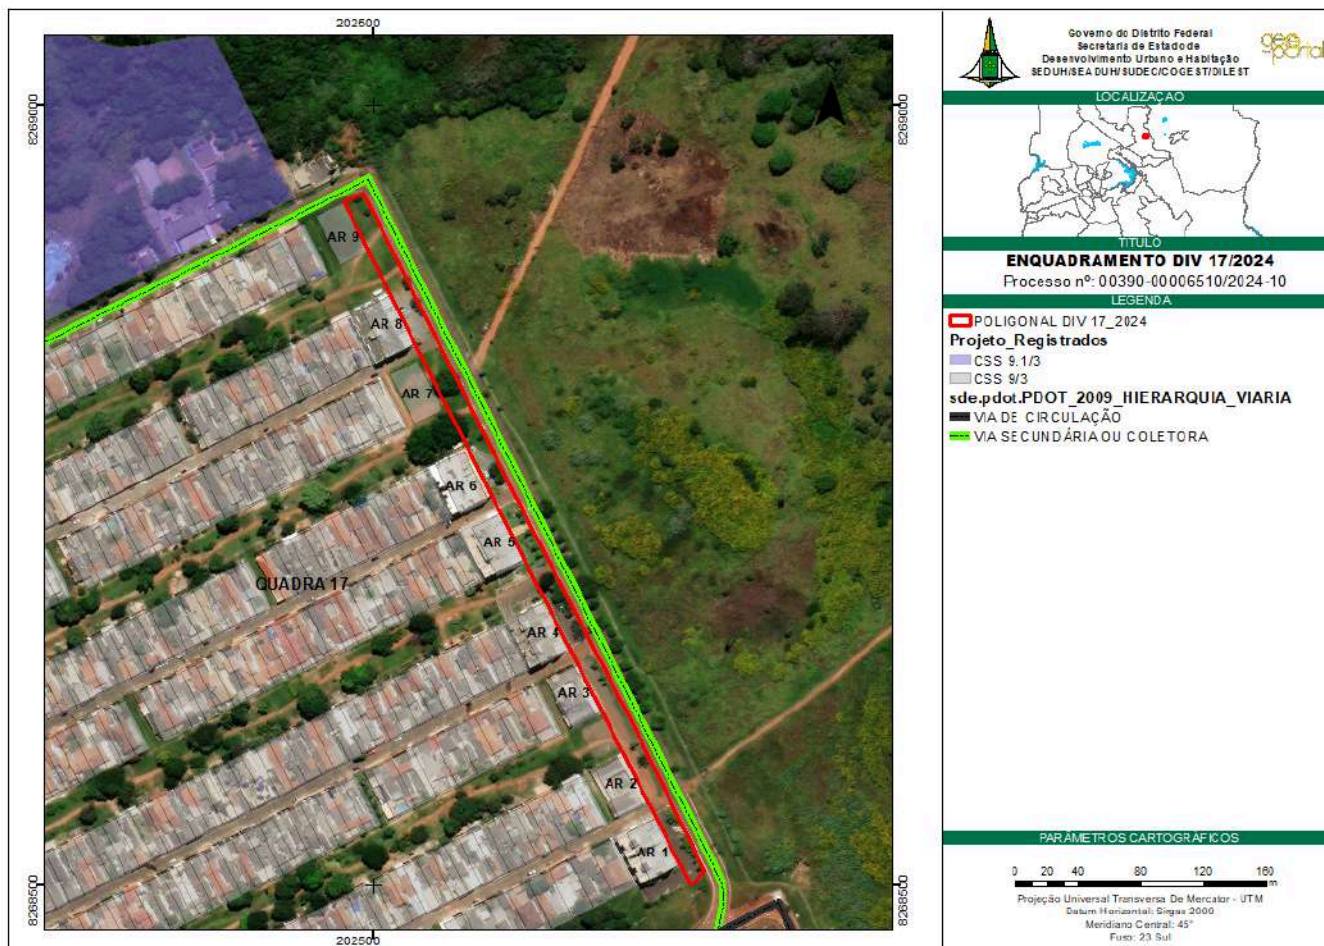 202500
8269000
8269000
8268500
8268500
202500
AR 9
AR 8
AR 7
AR 6
AR 5
QUADRA 17
AR 4
AR 3
AR 2
AR 1
Governo do Distrito Federal
Secretaria de Estado de
Desenvolvimento Urbano e Habitação
SEDUH/SEADUH/SUDEC/COGEST/DILEST
geo
portal
LOCALIZAÇÃO
TÍTULO
ENQUADRAMENTO DIV 17/2024
Processo nº: 00390-00006510/2024-10
LEGENDA
POLIGONAL DIV 17_2024
Projeto_Registrados
CSS 9.1/3
CSS 9/3
sde.pdot.PDOT_2009_HIERARQUIA_VIARIA
VIA DE CIRCULAÇÃO
VIA SECUNDÁRIA OU COLETORA
PARÂMETROS CARTOGRÁFICOS
0 20 40 80 120 160
m
Projeção Universal Transversa De Mercator - UTM
Datum Horizontal: Sirgas 2000
Meridiano Central: 45°
Fuso: 23 Sul